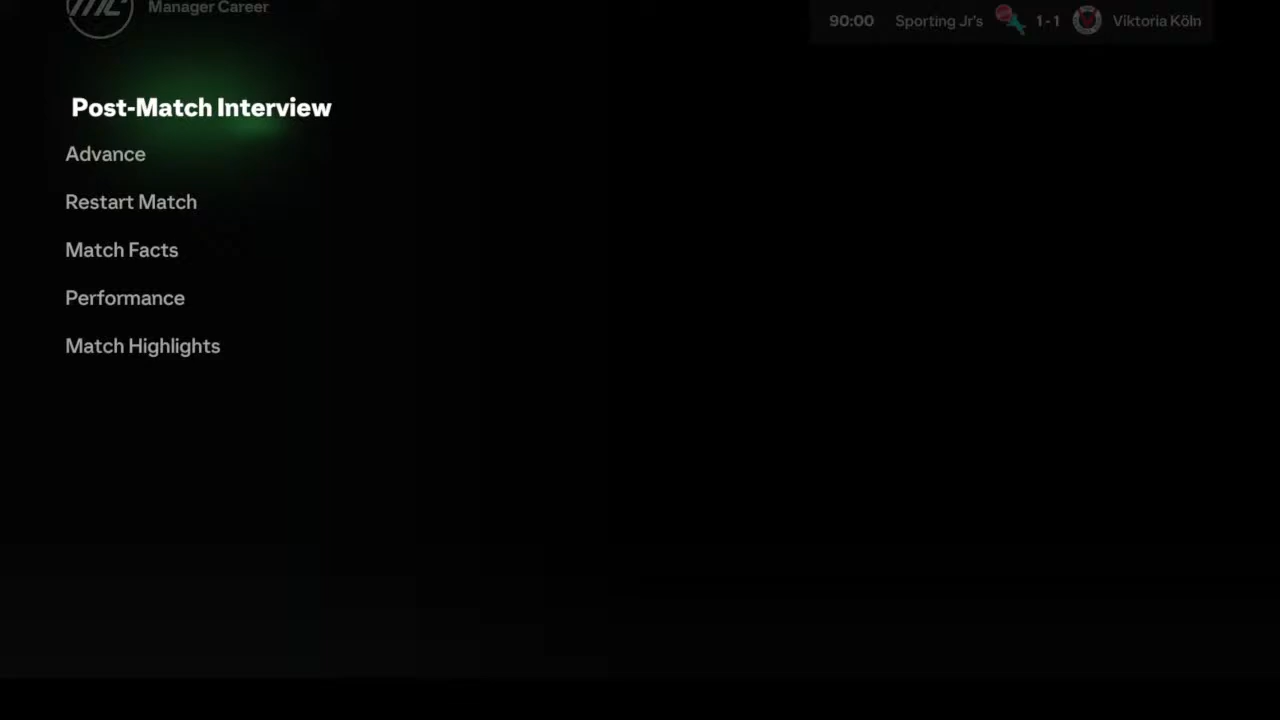 Manager Career
90:00 Sporting Jr's 1 - 1 Viktoria Köln
Post-Match Interview
Advance
Restart Match
Match Facts
Performance
Match Highlights